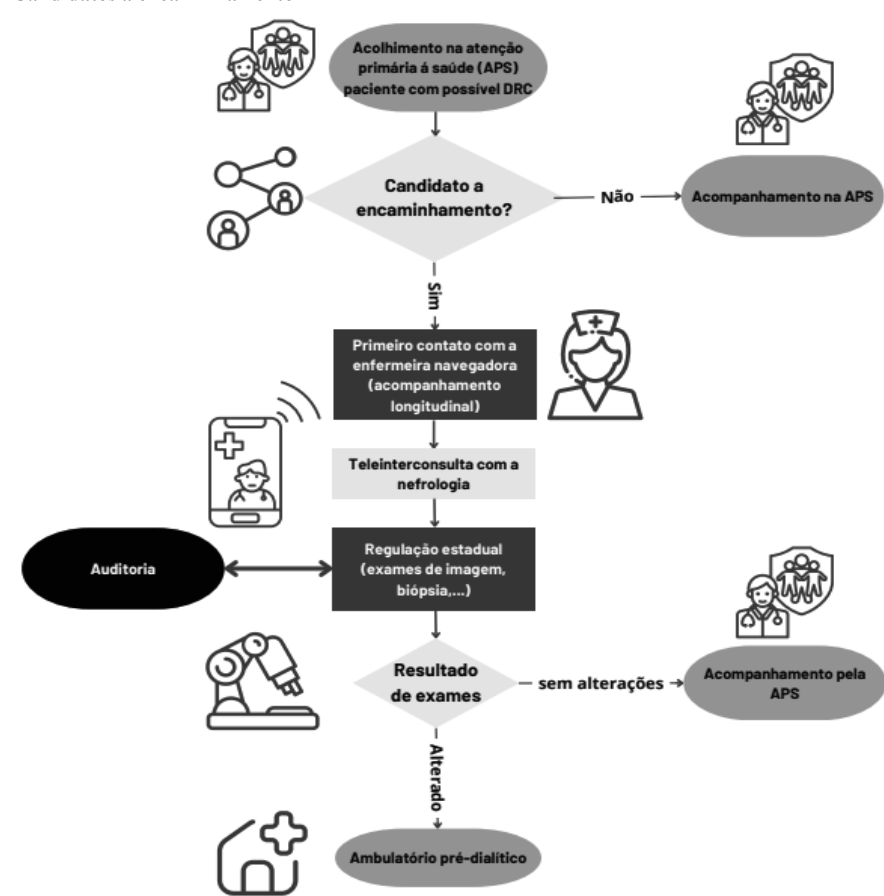 Acolhimento na atenção
primária á saúde (APS)
paciente com possível DRC
Candidato a
encaminhamento?
Não
Acompanhamento na APS
Sim
Primeiro contato com a
enfermeira navegadora
(acompanhamento
longitudinal)
Teleinterconsulta com a
nefrologia
Auditoria
Regulação estadual
(exames de imagem,
biópsia,...)
Resultado
de exames
sem alterações
Acompanhamento pela
APS
Alterado
Ambulatório pré-dialítico